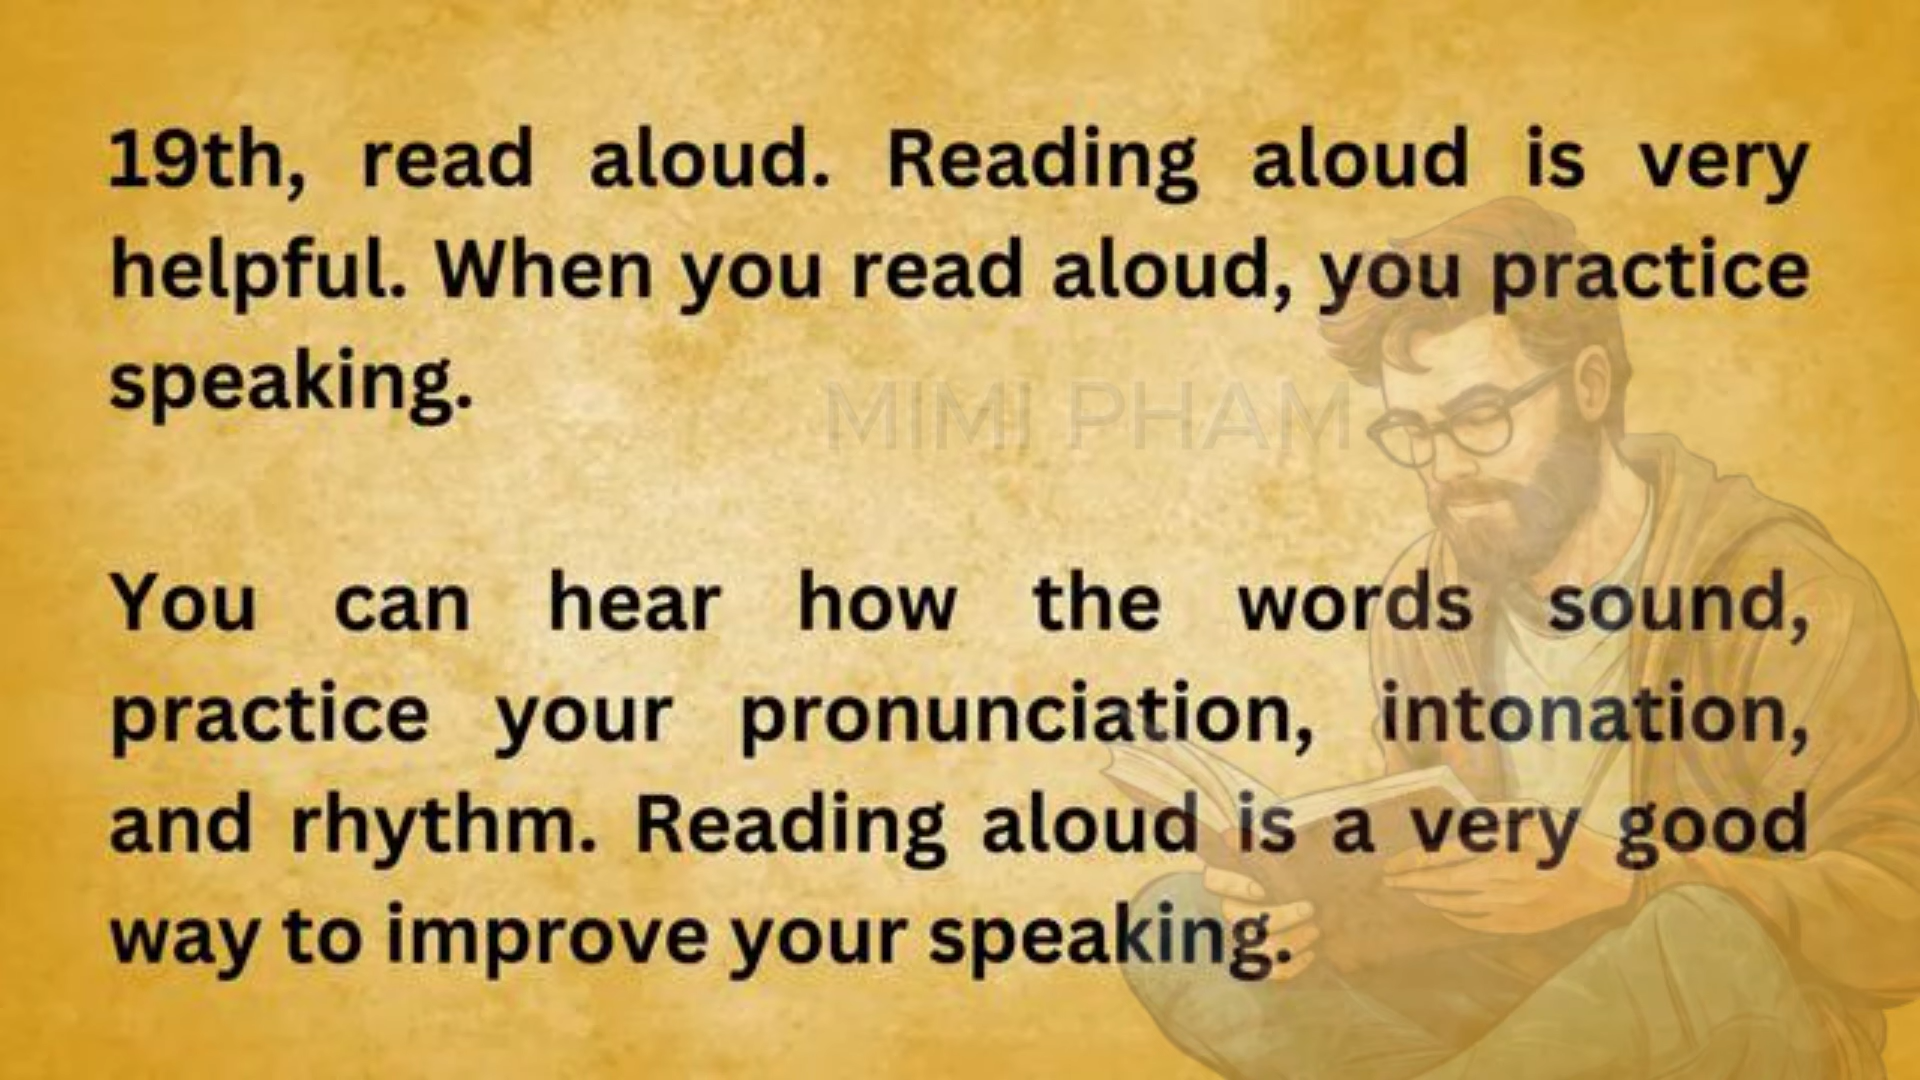 19th, read aloud. Reading aloud is very
helpful. When you read aloud, you practice
speaking.
MIMI PHAM
You can hear how the words sound,
practice your pronunciation, intonation,
and rhythm. Reading aloud is a very good
way to improve your speaking.